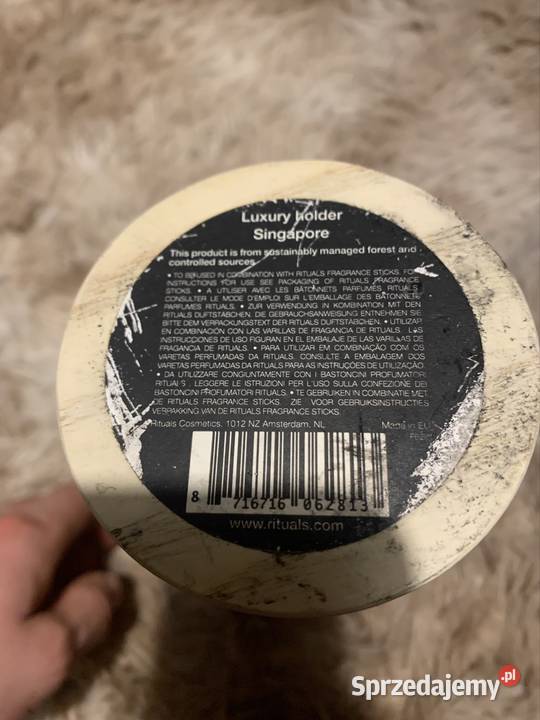 Luxury holder
Singapore
This product is from sustainably managed forest and
controlled sources
• TO BE USED IN COMBINATION WITH RITUALS FRAGRANCE STICKS. FOR
INSTRUCTIONS FOR USE SEE PACKAGING OF RITUALS FRAGRANCE
STICKS. • A UTILISER AVEC LES BÂTONNETS PARFUMÉS RITUALS.
CONSULTER LE MODE D'EMPLOI SUR L'EMBALLAGE DES BÂTONNETS
PARFUMÉS RITUALS. • ZUR VERWENDUNG IN KOMBINATION MIT DEN
RITUALS DUFTSTÄBCHEN. DIE GEBRAUCHSANWEISUNG ENTNEHMEN SIE
BITTE DEM VERPACKUNGSTEXT DER RITUALS DUFTSTÄBCHEN. • UTILIZAR
EN COMBINACIÓN CON LAS VARILLAS DE FRAGANCIA DE RITUALS. LAS
INSTRUCCIONES DE USO FIGURAN EN EL EMBALAJE DE LAS VARILLAS DE
FRAGANCIA DE RITUALS. • PARA UTILIZAR EM COMBINAÇÃO COM OS
VARETAS PERFUMADAS DA RITUALS. CONSULTE A EMBALAGEM DOS
VARETAS PERFUMADAS DA RITUALS PARA AS INSTRUÇÕES DE UTILIZAÇÃO.
• DA UTILIZZARE CONGIUNTAMENTE CON I BASTONCINI PROFUMATORI
RITUALS. LEGGERE LE ISTRUZIONI PER L'USO SULLA CONFEZIONE DEI
BASTONCINI PROFUMATORI RITUALS. • TE GEBRUIKEN IN COMBINATIE MET
DE RITUALS FRAGRANCE STICKS. ZIE VOOR GEBRUIKSINSTRUCTIES
VERPAKKING VAN DE RITUALS FRAGRANCE STICKS.
Rituals Cosmetics, 1012 NZ Amsterdam, NL Made in EU
8 716716 062813
www.rituals.com
Sprzedajemy.pl